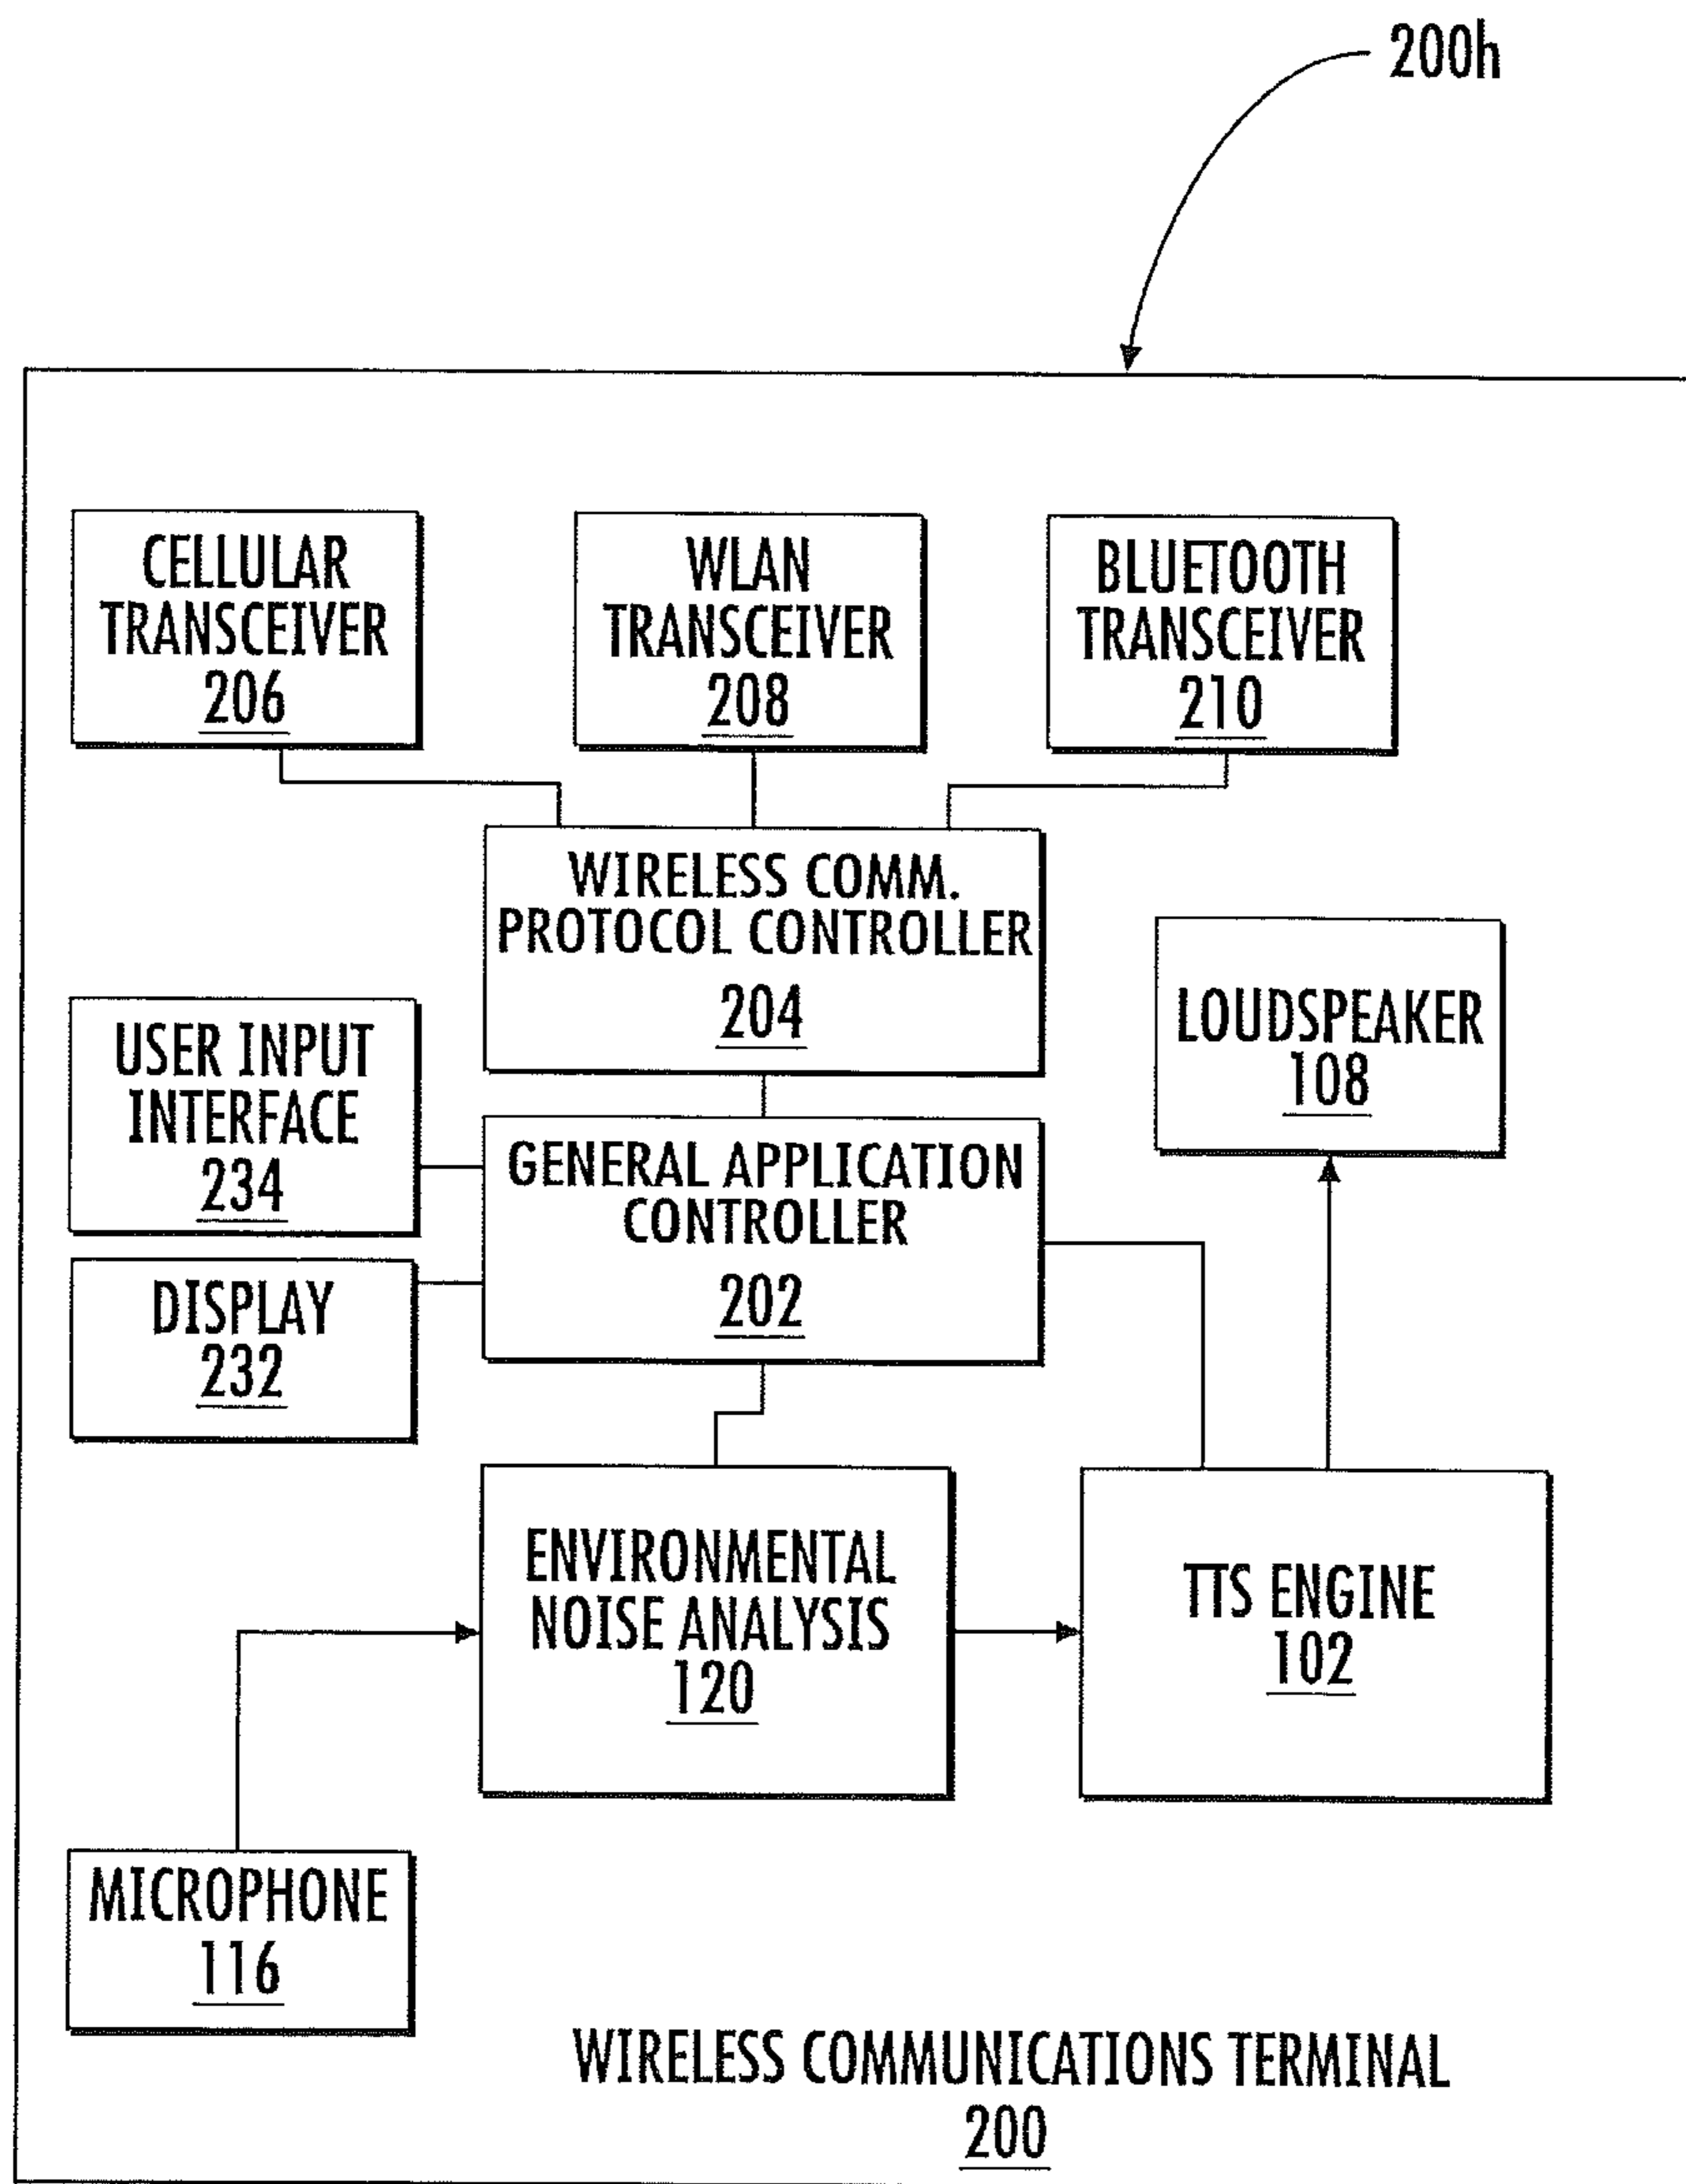 200h
CELLULAR
TRANSCEIVER
206
WLAN
TRANSCEIVER
208
BLUETOOTH
TRANSCEIVER
210
WIRELESS COMM.
PROTOCOL CONTROLLER
204
LOUDSPEAKER
108
USER INPUT
INTERFACE
234
GENERAL APPLICATION
CONTROLLER
202
DISPLAY
232
ENVIRONMENTAL
NOISE ANALYSIS
120
TTS ENGINE
102
MICROPHONE
116
WIRELESS COMMUNICATIONS TERMINAL
200